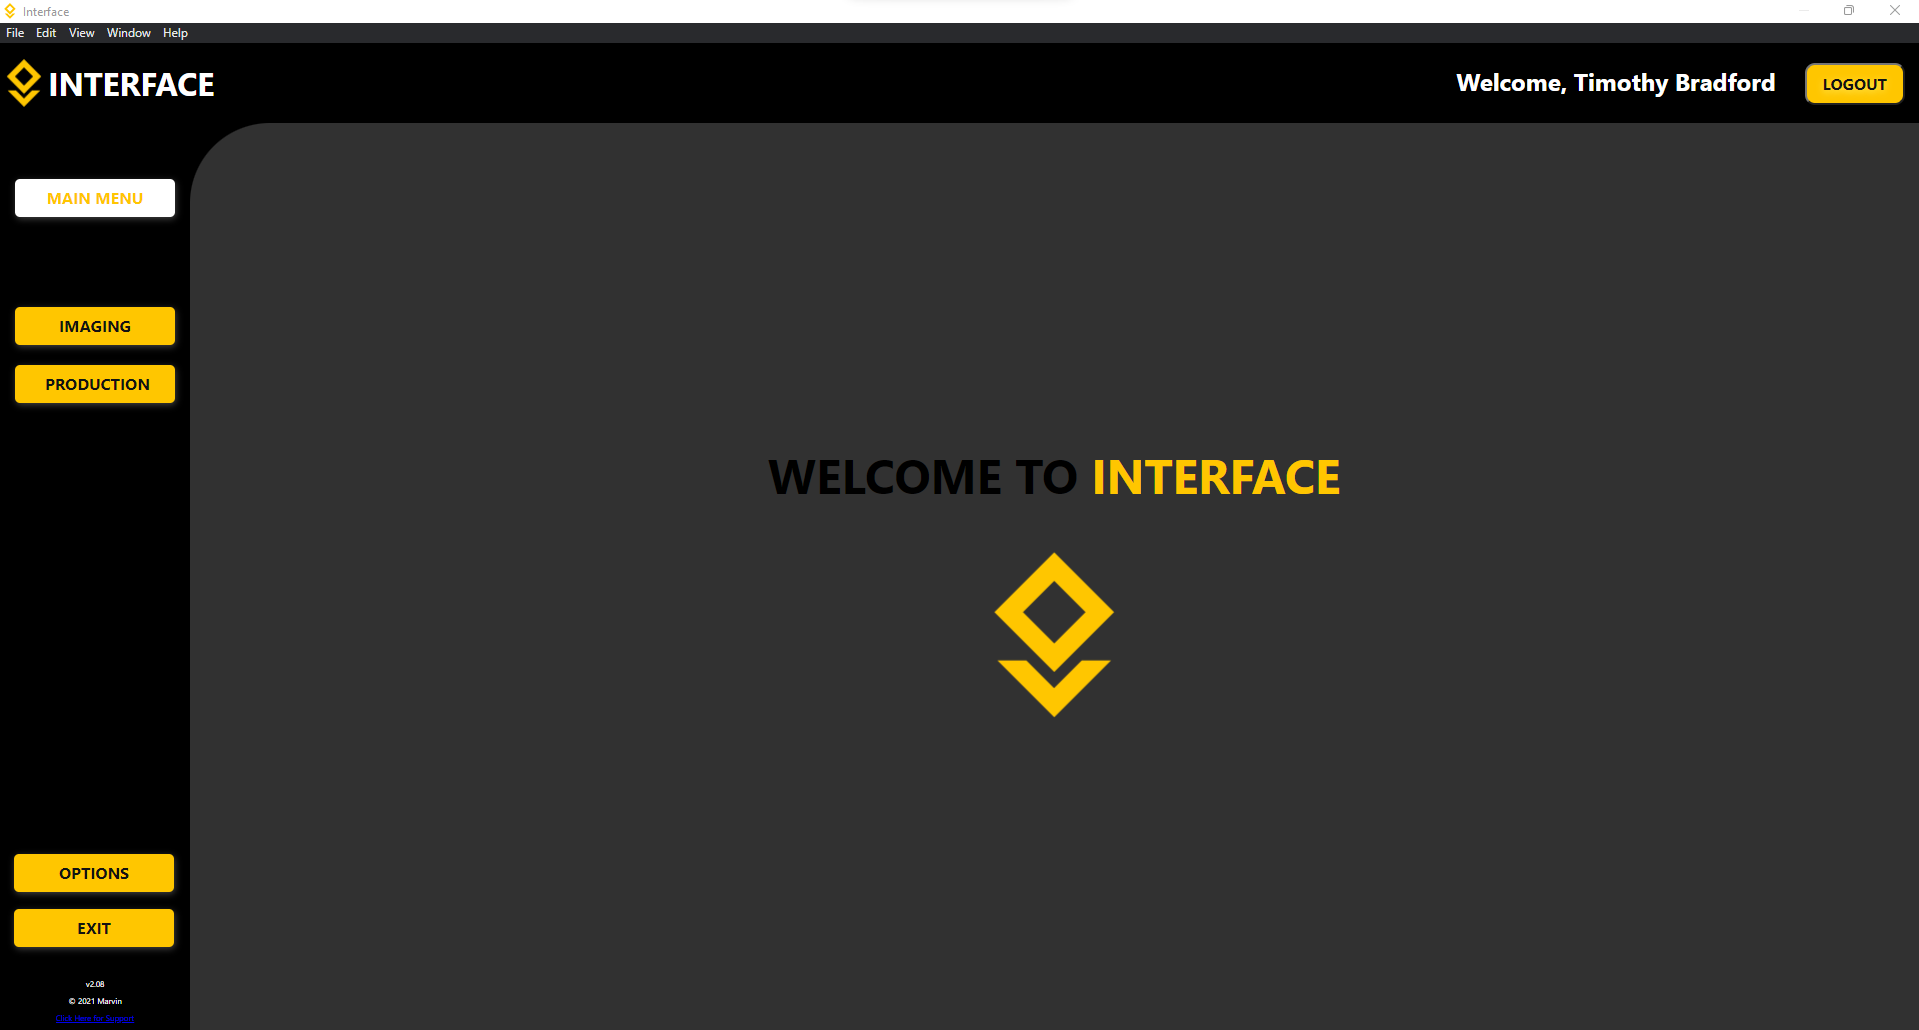 Interface
File Edit View Window Help
INTERFACE
Welcome, Timothy Bradford
LOGOUT
MAIN MENU
IMAGING
PRODUCTION
WELCOME TO INTERFACE
OPTIONS
EXIT
v2.08
© 2021 Marvin
Click Here for Support